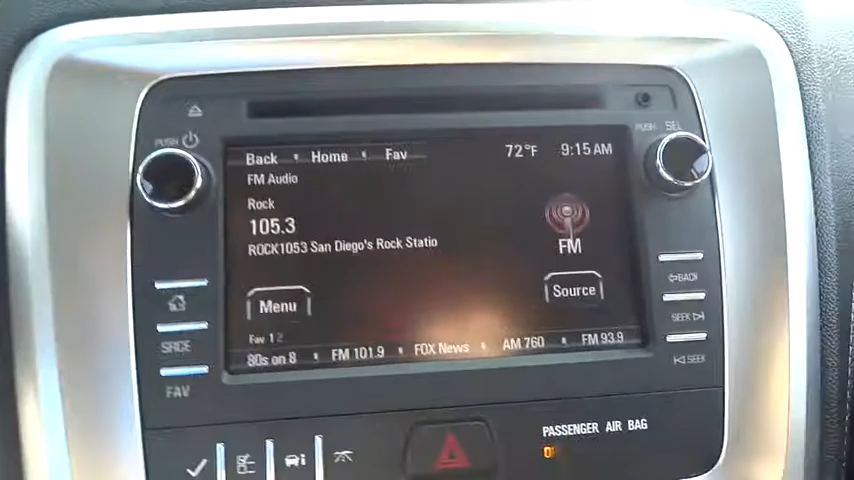 PUSH
PUSH SEL
Back Home Fav 72°F 9:15 AM
FM Audio
Rock
105.3
ROCK1053 San Diego's Rock Statio
FM
Menu
Source
BACK
SEEK
SEEK
SRCE
FAV
Fav 1 2
80s on 8 FM 101.9 FOX News AM 760 FM 93.9
PASSENGER AIR BAG